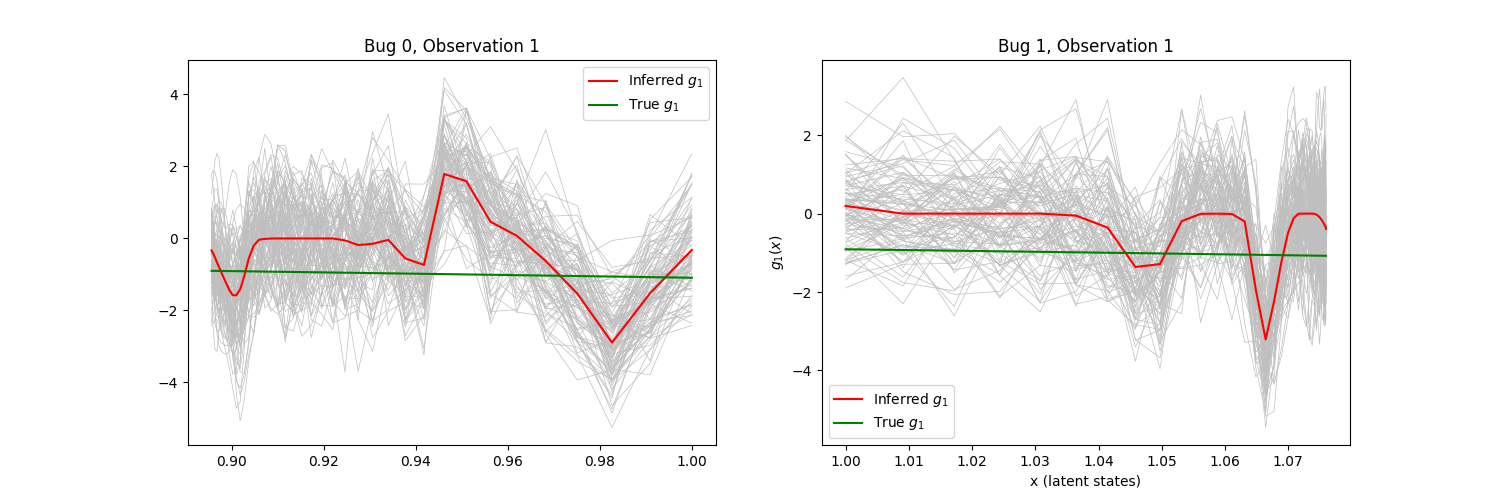 Bug 0, Observation 1
Inferred g₁
True g₁
4
2
0
−2
−4
0.90 0.92 0.94 0.96 0.98 1.00
Bug 1, Observation 1
g₁(x)
2
0
−2
−4
Inferred g₁
True g₁
1.00 1.01 1.02 1.03 1.04 1.05 1.06 1.07
x (latent states)